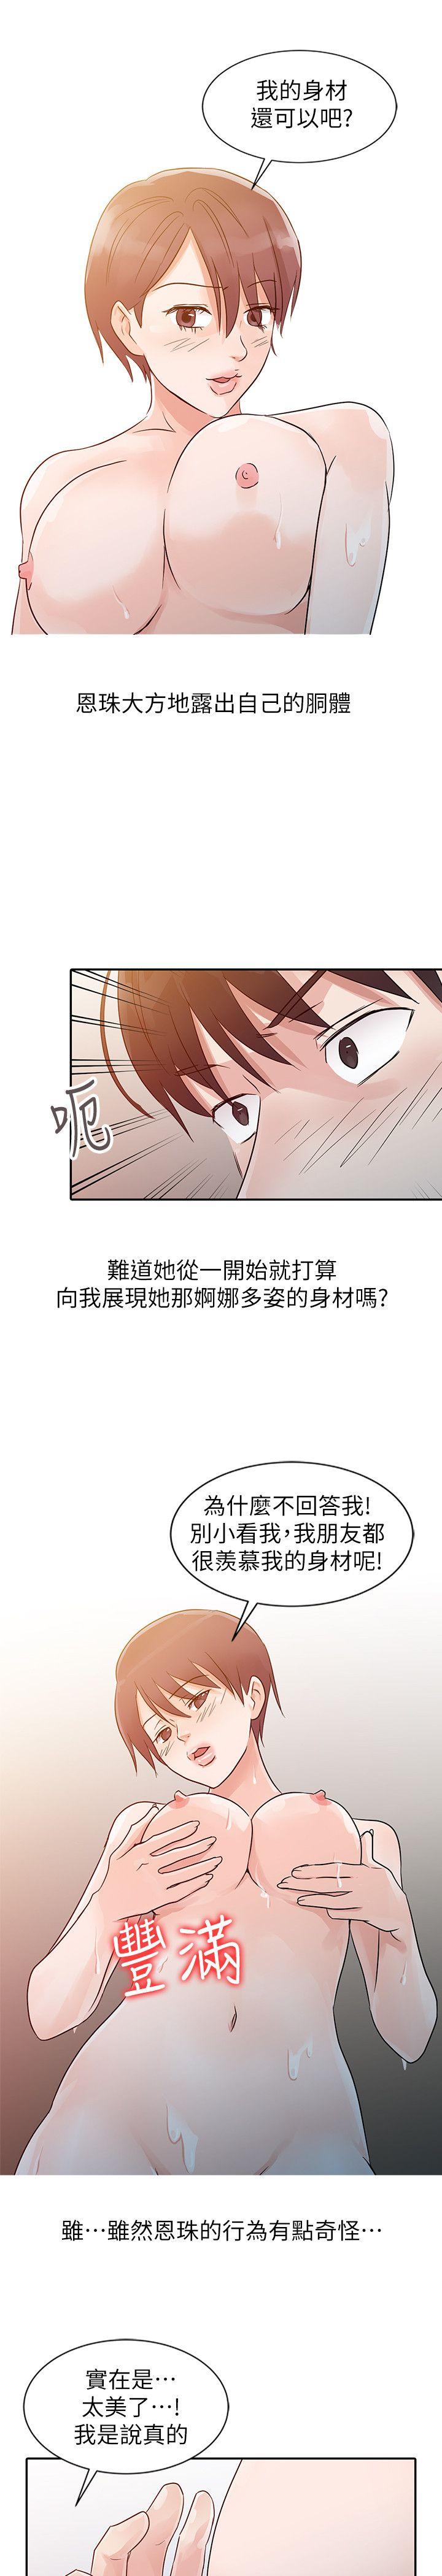 我的身材
還可以吧?
恩珠大方地露出自己的胴體
呃
難道她從一開始就打算
向我展現她那婀娜多姿的身材嗎?
為什麼不回答我!
別小看我,我朋友都
很羨慕我的身材呢!
豐滿
雖⋯雖然恩珠的行為有點奇怪⋯
實在是⋯
太美了⋯!
我是說真的